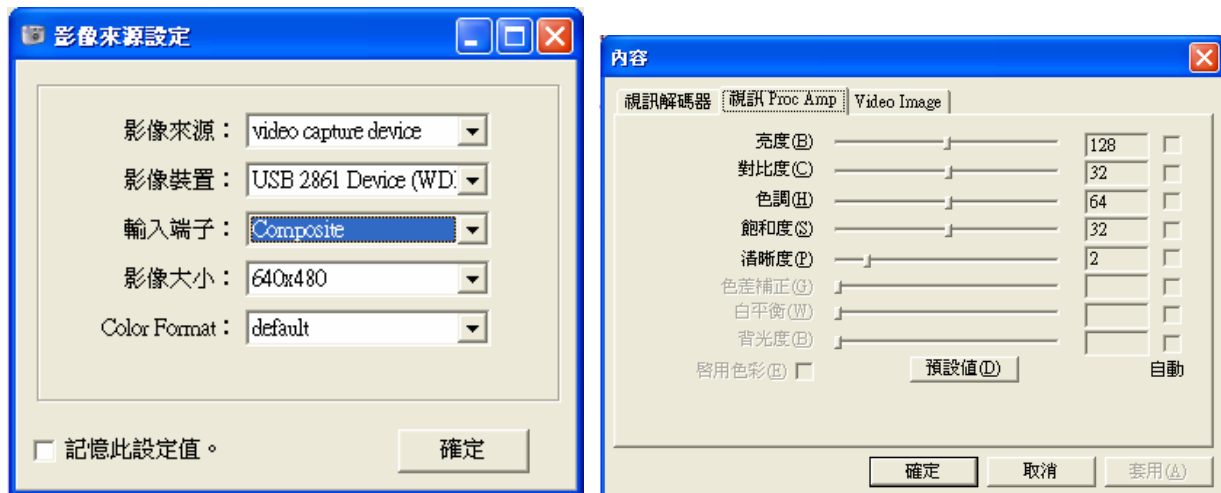 影像來源設定
影像來源： video capture device
影像裝置： USB 2861 Device (WD
輸入端子： Composite
影像大小： 640x480
Color Format： default
記憶此設定值。 確定
內容
視訊解碼器 視訊 Proc Amp Video Image
亮度(B) 128
對比度(C) 32
色調(H) 64
飽和度(S) 32
清晰度(P) 2
色差補正(G)
白平衡(W)
背光度(B)
啓用色彩(E) 預設值(D) 自動
確定 取消 套用(A)